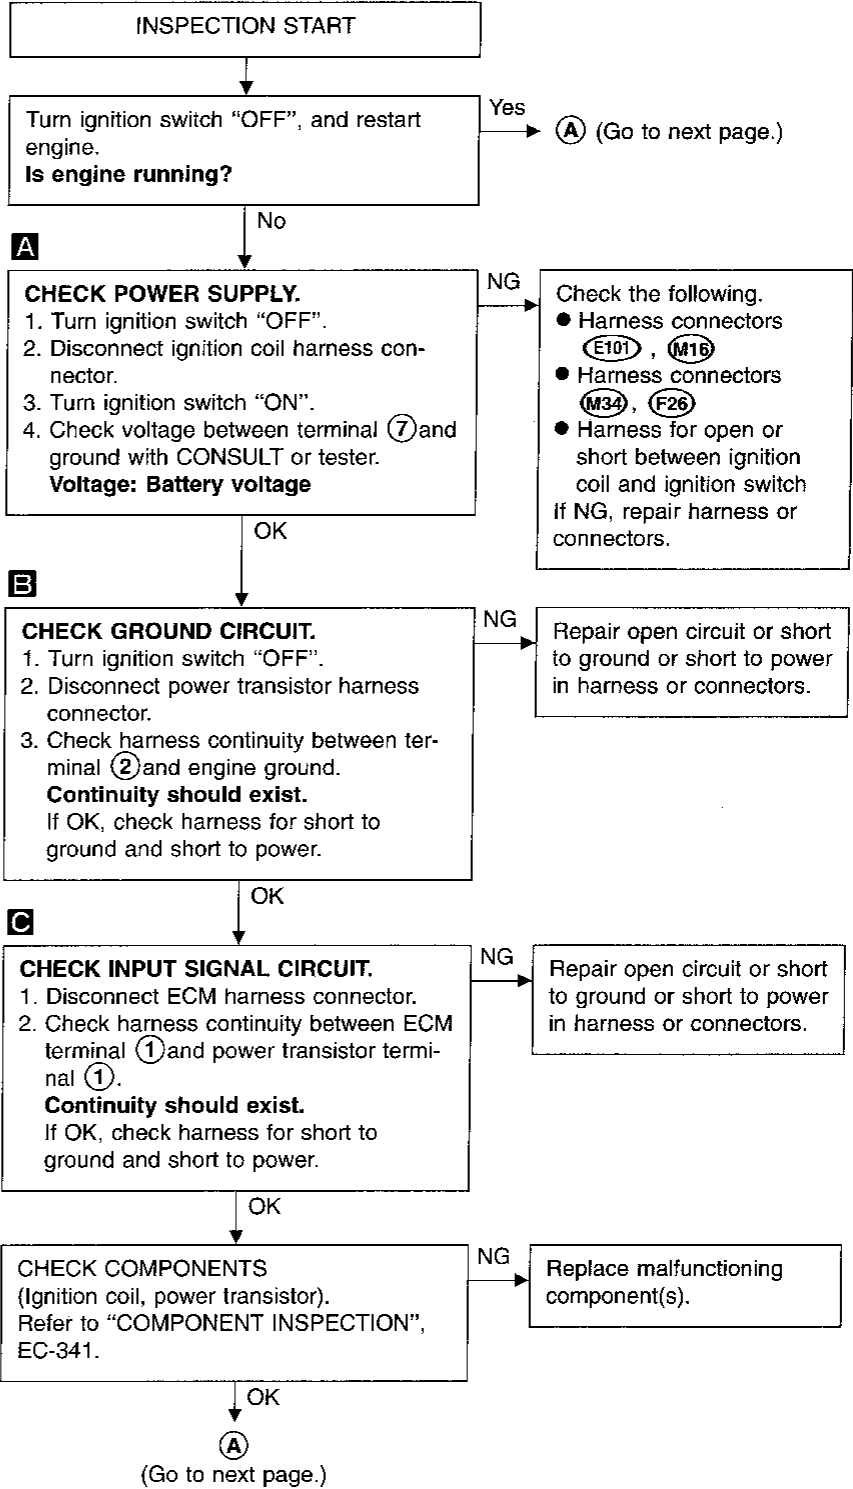 INSPECTION START
Turn ignition switch “OFF”, and restart
engine.
Is engine running?
Yes
A (Go to next page.)
No
A
CHECK POWER SUPPLY.
1. Turn ignition switch “OFF”.
2. Disconnect ignition coil harness con-
nector.
3. Turn ignition switch “ON”.
4. Check voltage between terminal 7 and
ground with CONSULT or tester.
Voltage: Battery voltage
NG
Check the following.
● Harness connectors
E101 , M16
● Harness connectors
M34 , F26
● Harness for open or
short between ignition
coil and ignition switch
If NG, repair harness or
connectors.
OK
B
CHECK GROUND CIRCUIT.
1. Turn ignition switch “OFF”.
2. Disconnect power transistor harness
connector.
3. Check harness continuity between ter-
minal 2 and engine ground.
Continuity should exist.
If OK, check harness for short to
ground and short to power.
NG
Repair open circuit or short
to ground or short to power
in harness or connectors.
OK
C
CHECK INPUT SIGNAL CIRCUIT.
1. Disconnect ECM harness connector.
2. Check harness continuity between ECM
terminal 1 and power transistor termi-
nal 1.
Continuity should exist.
If OK, check harness for short to
ground and short to power.
NG
Repair open circuit or short
to ground or short to power
in harness or connectors.
OK
CHECK COMPONENTS
(Ignition coil, power transistor).
Refer to “COMPONENT INSPECTION”,
EC-341.
NG
Replace malfunctioning
component(s).
OK
A
(Go to next page.)